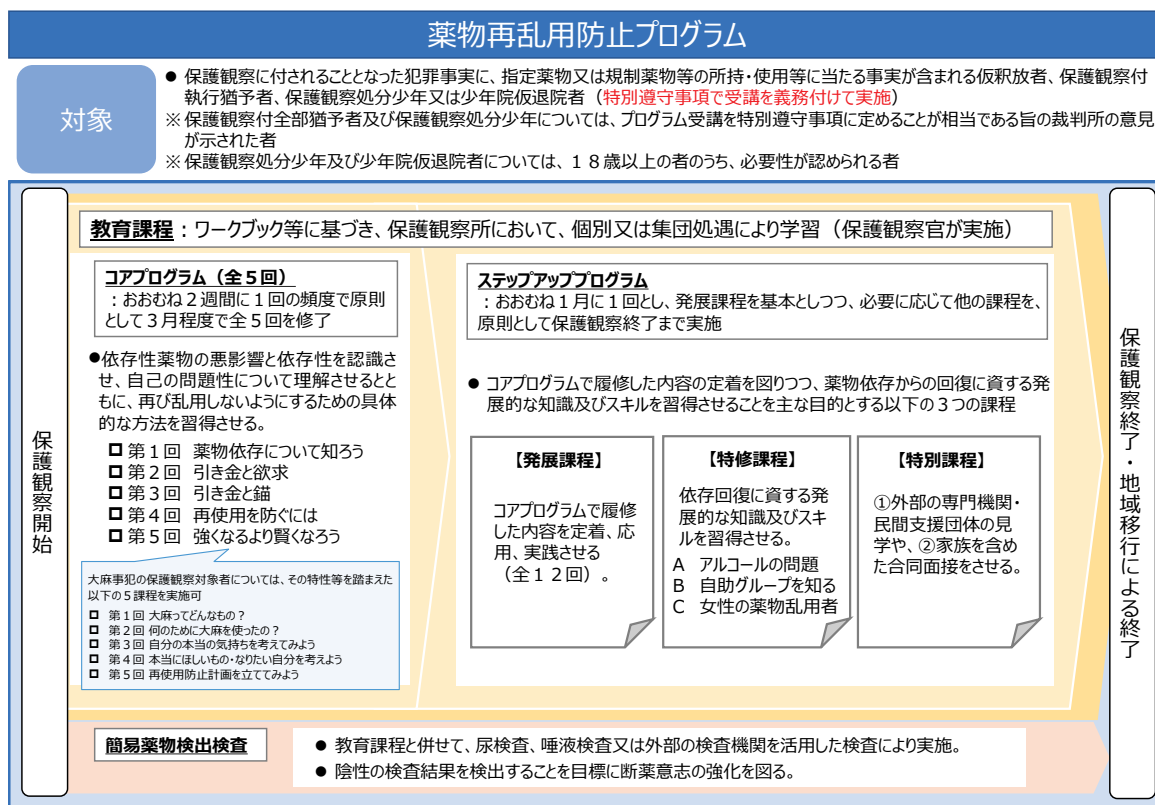 薬物再乱用防止プログラム
対象
● 保護観察に付されることとなった犯罪事実に、指定薬物又は規制薬物等の所持・使用等に当たる事実が含まれる仮釈放者、保護観察付
執行猶予者、保護観察処分少年又は少年院仮退院者（特別遵守事項で受講を義務付けて実施）
※ 保護観察付全部猶予者及び保護観察処分少年については、プログラム受講を特別遵守事項に定めることが相当である旨の裁判所の意見
が示された者
※ 保護観察処分少年及び少年院仮退院者については、１８歳以上の者のうち、必要性が認められる者
保護観察開始
教育課程：ワークブック等に基づき、保護観察所において、個別又は集団処遇により学習（保護観察官が実施）
コアプログラム（全５回）
：おおむね２週間に１回の頻度で原則
として３月程度で全５回を修了
●依存性薬物の悪影響と依存性を認識さ
せ、自己の問題性について理解させるとと
もに、再び乱用しないようにするための具体
的な方法を習得させる。
第１回 薬物依存について知ろう
第２回 引き金と欲求
第３回 引き金と錨
第４回 再使用を防ぐには
第５回 強くなるより賢くなろう
大麻事犯の保護観察対象者については、その特性等を踏まえた
以下の５課程を実施可
第１回 大麻ってどんなもの？
第２回 何のために大麻を使ったの？
第３回 自分の本当の気持ちを考えてみよう
第４回 本当にほしいもの・なりたい自分を考えよう
第５回 再使用防止計画を立ててみよう
ステップアッププログラム
：おおむね１月に１回とし、発展課程を基本としつつ、必要に応じて他の課程を、
原則として保護観察終了まで実施
● コアプログラムで履修した内容の定着を図りつつ、薬物依存からの回復に資する発
展的な知識及びスキルを習得させることを主な目的とする以下の３つの課程
【発展課程】
コアプログラムで履修
した内容を定着、応
用、実践させる
（全１２回）。
【特修課程】
依存回復に資する発
展的な知識及びスキ
ルを習得させる。
A アルコールの問題
B 自助グループを知る
C 女性の薬物乱用者
【特別課程】
①外部の専門機関・
民間支援団体の見
学や、②家族を含め
た合同面接をさせる。
簡易薬物検出検査
● 教育課程と併せて、尿検査、唾液検査又は外部の検査機関を活用した検査により実施。
● 陰性の検査結果を検出することを目標に断薬意志の強化を図る。
保護観察終了・地域移行による終了